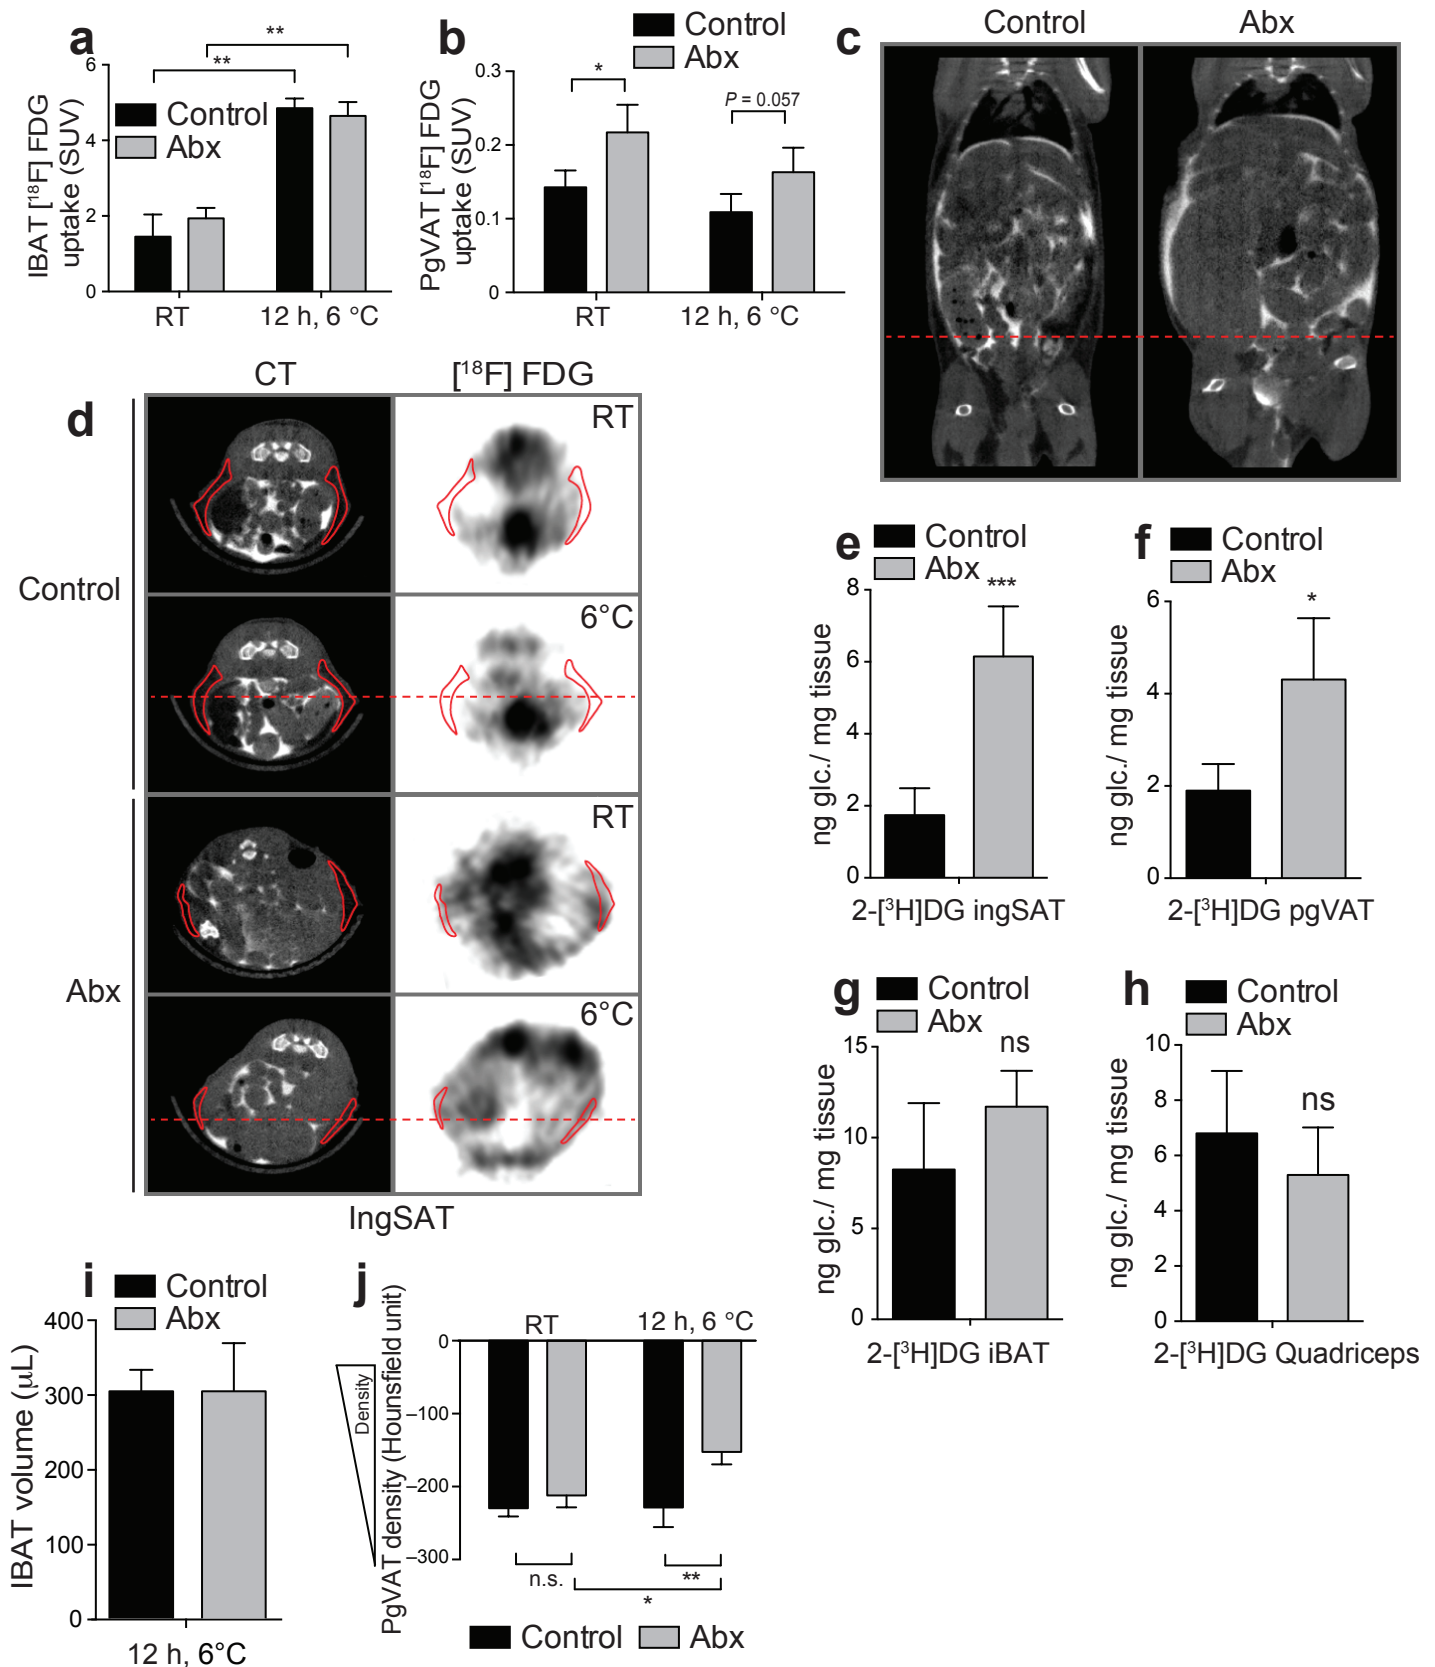 a
**
**
IBAT [18F] FDG
uptake (SUV)
6
4
2
0
Control
Abx
RT
12 h, 6 °C
b
Control
Abx
PgVAT [18F] FDG
uptake (SUV)
0.3
0.2
0.1
0
*
P = 0.057
RT
12 h, 6 °C
c
Control
Abx
d
CT
[18F] FDG
Control
RT
6°C
Abx
RT
6°C
IngSAT
e
Control
Abx
***
ng glc./ mg tissue
8
6
4
2
0
2-[3H]DG ingSAT
f
Control
Abx
*
ng glc./ mg tissue
6
4
2
0
2-[3H]DG pgVAT
g
Control
Abx
ns
ng glc./ mg tissue
15
10
5
0
2-[3H]DG iBAT
h
Control
Abx
ns
ng glc./ mg tissue
10
8
6
4
2
0
2-[3H]DG Quadriceps
i
Control
Abx
IBAT volume (µL)
400
300
200
100
0
12 h, 6°C
j
RT
12 h, 6 °C
Density
PgVAT density (Hounsfield unit)
0
–100
–200
–300
n.s.
**
*
Control
Abx